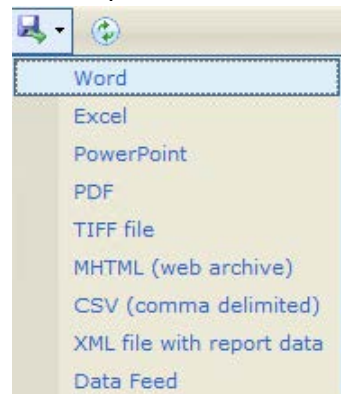 Word
Excel
PowerPoint
PDF
TIFF file
MHTML (web archive)
CSV (comma delimited)
XML file with report data
Data Feed